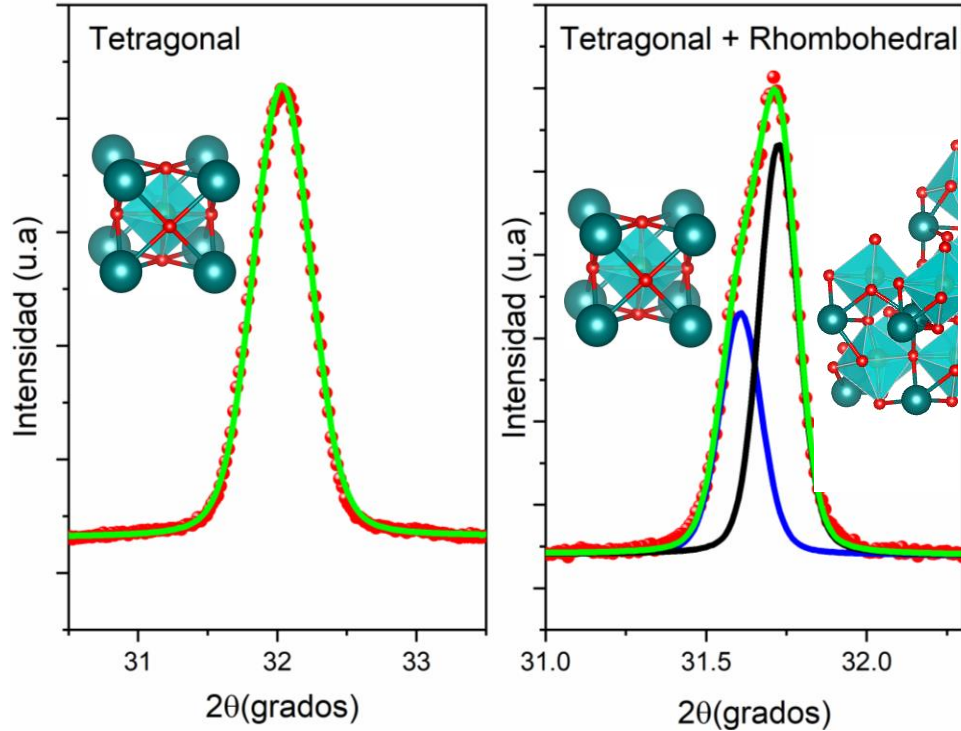 Tetragonal
Intensidad (u.a)
31
32
33
2θ(grados)
Tetragonal + Rhombohedral
Intensidad (u.a)
31.0
31.5
32.0
2θ(grados)